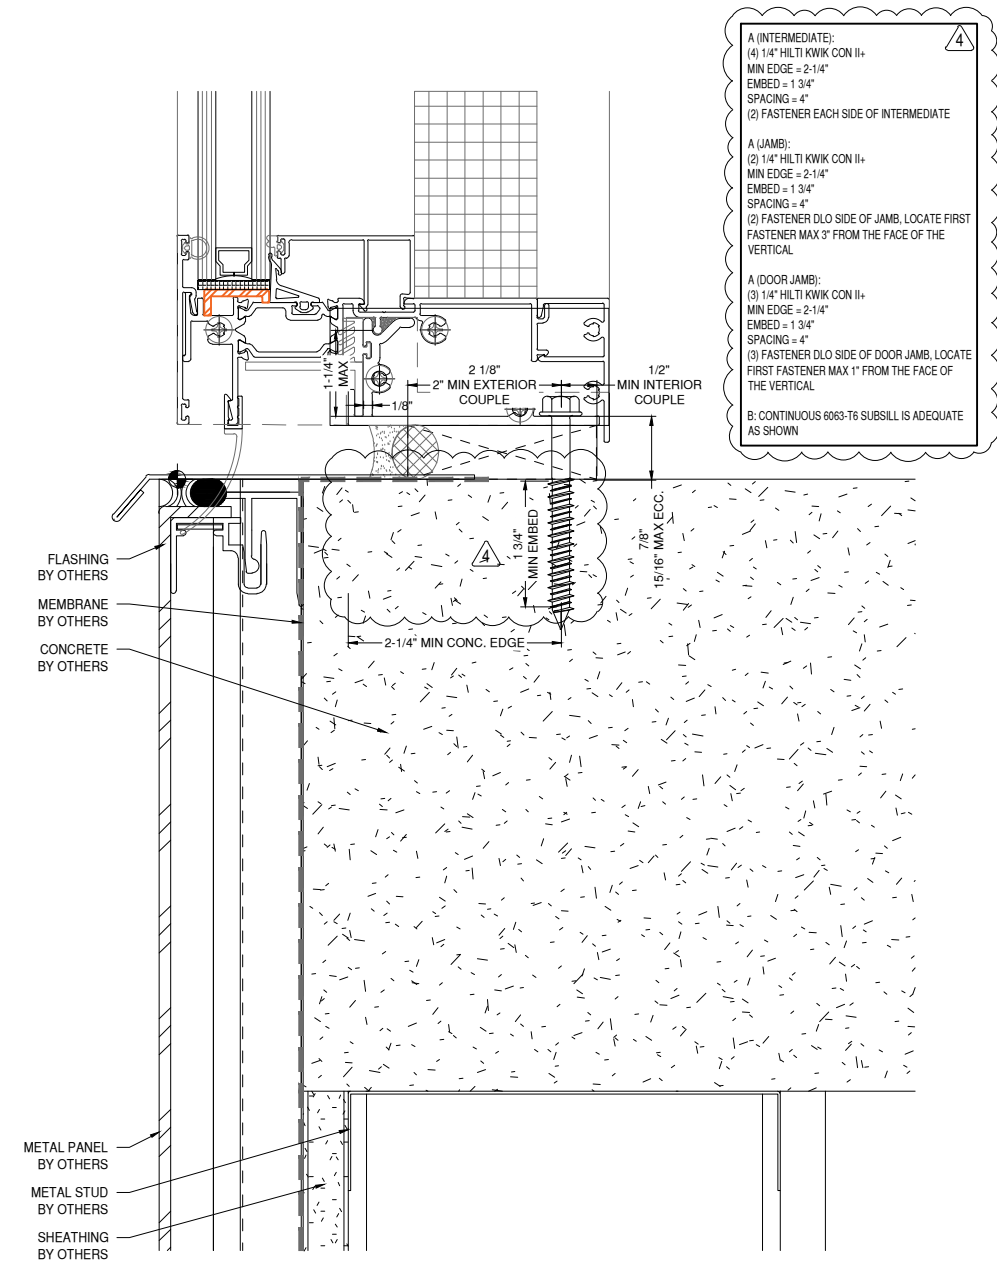 A (INTERMEDIATE):
(4) 1/4" HILTI KWIK CON II+
MIN EDGE = 2-1/4"
EMBED = 1 3/4"
SPACING = 4"
(2) FASTENER EACH SIDE OF INTERMEDIATE
4
A (JAMB):
(2) 1/4" HILTI KWIK CON II+
MIN EDGE = 2-1/4"
EMBED = 1 3/4"
SPACING = 4"
(2) FASTENER DLO SIDE OF JAMB, LOCATE FIRST
FASTENER MAX 3" FROM THE FACE OF THE
VERTICAL
A (DOOR JAMB):
(3) 1/4" HILTI KWIK CON II+
MIN EDGE = 2-1/4"
EMBED = 1 3/4"
SPACING = 4"
(3) FASTENER DLO SIDE OF DOOR JAMB, LOCATE
FIRST FASTENER MAX 1" FROM THE FACE OF
THE VERTICAL
B: CONTINUOUS 6063-T6 SUBSILL IS ADEQUATE
AS SHOWN
1-1/4"
MAX
1/8"
2 1/8"
2" MIN EXTERIOR
COUPLE
1/2"
MIN INTERIOR
COUPLE
1 3/4"
MIN EMBED
4
7/8"
15/16" MAX ECC.
2-1/4" MIN CONC. EDGE
FLASHING
BY OTHERS
MEMBRANE
BY OTHERS
CONCRETE
BY OTHERS
METAL PANEL
BY OTHERS
METAL STUD
BY OTHERS
SHEATHING
BY OTHERS